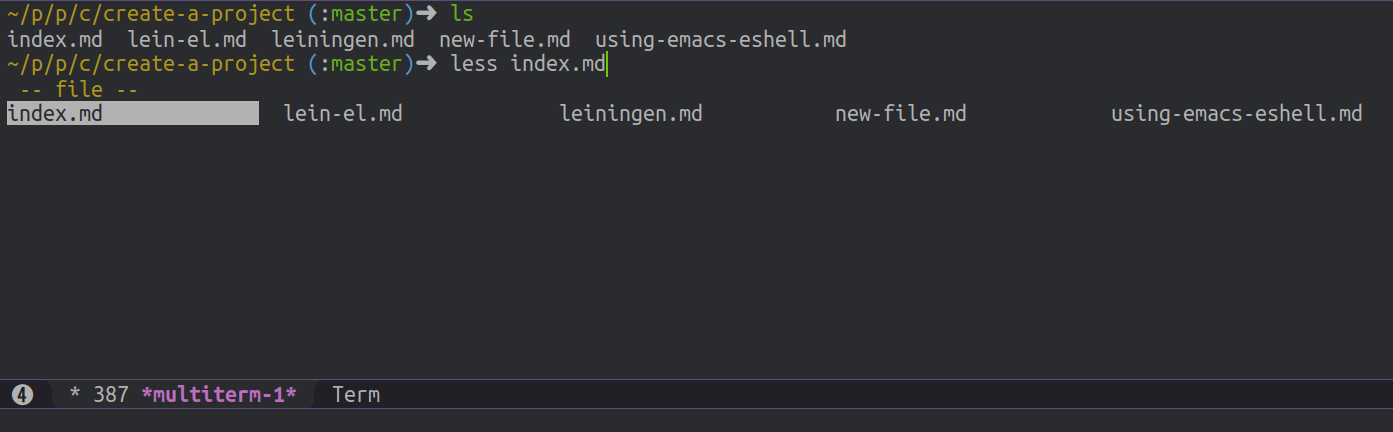 ~/p/p/c/create-a-project (:master)➜ ls
index.md  lein-el.md  leiningen.md  new-file.md  using-emacs-eshell.md
~/p/p/c/create-a-project (:master)➜ less index.md
-- file --
index.md  lein-el.md  leiningen.md  new-file.md  using-emacs-eshell.md
❹ * 387 *multiterm-1* Term